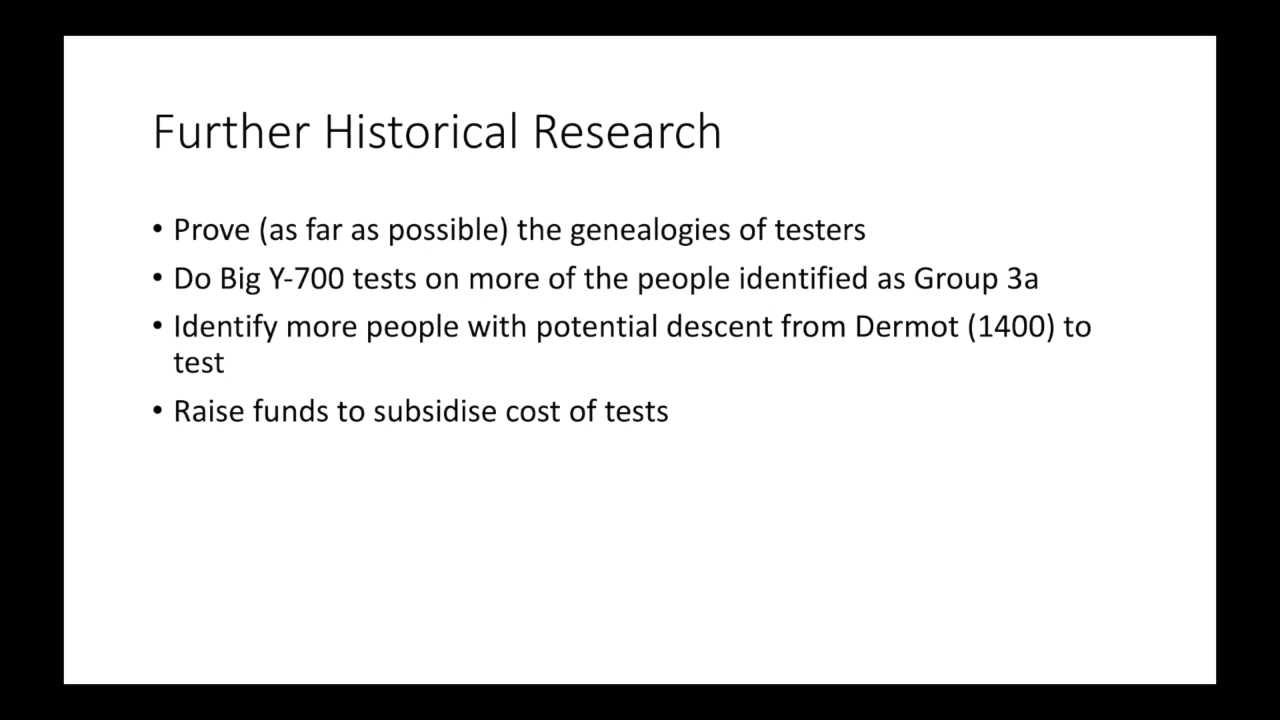 Further Historical Research
• Prove (as far as possible) the genealogies of testers
• Do Big Y-700 tests on more of the people identified as Group 3a
• Identify more people with potential descent from Dermot (1400) to
test
• Raise funds to subsidise cost of tests